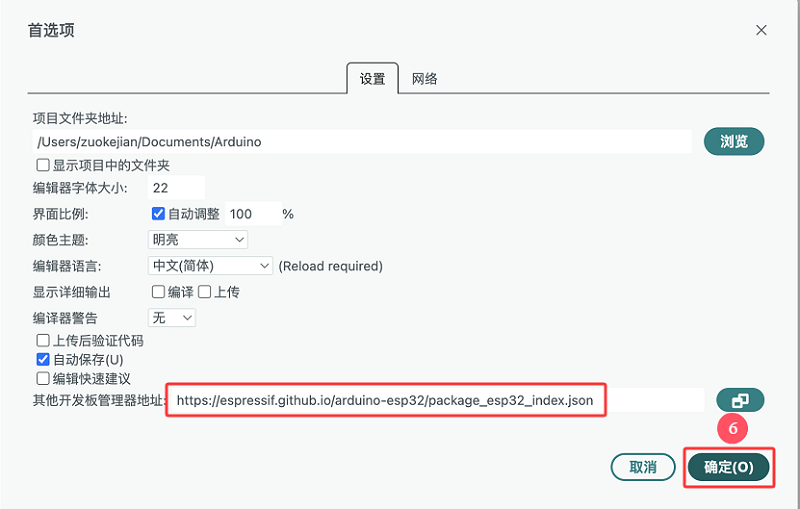 首选项
设置 网络
项目文件夹地址:
/Users/zuokejian/Documents/Arduino 浏览
显示项目中的文件夹
编辑器字体大小: 22
界面比例: 自动调整 100 %
颜色主题: 明亮
编辑器语言: 中文(简体) (Reload required)
显示详细输出 编译 上传
编译器警告 无
上传后验证代码
自动保存(U)
编辑快速建议
其他开发板管理器地址: https://espressif.github.io/arduino-esp32/package_esp32_index.json
6
取消 确定(O)